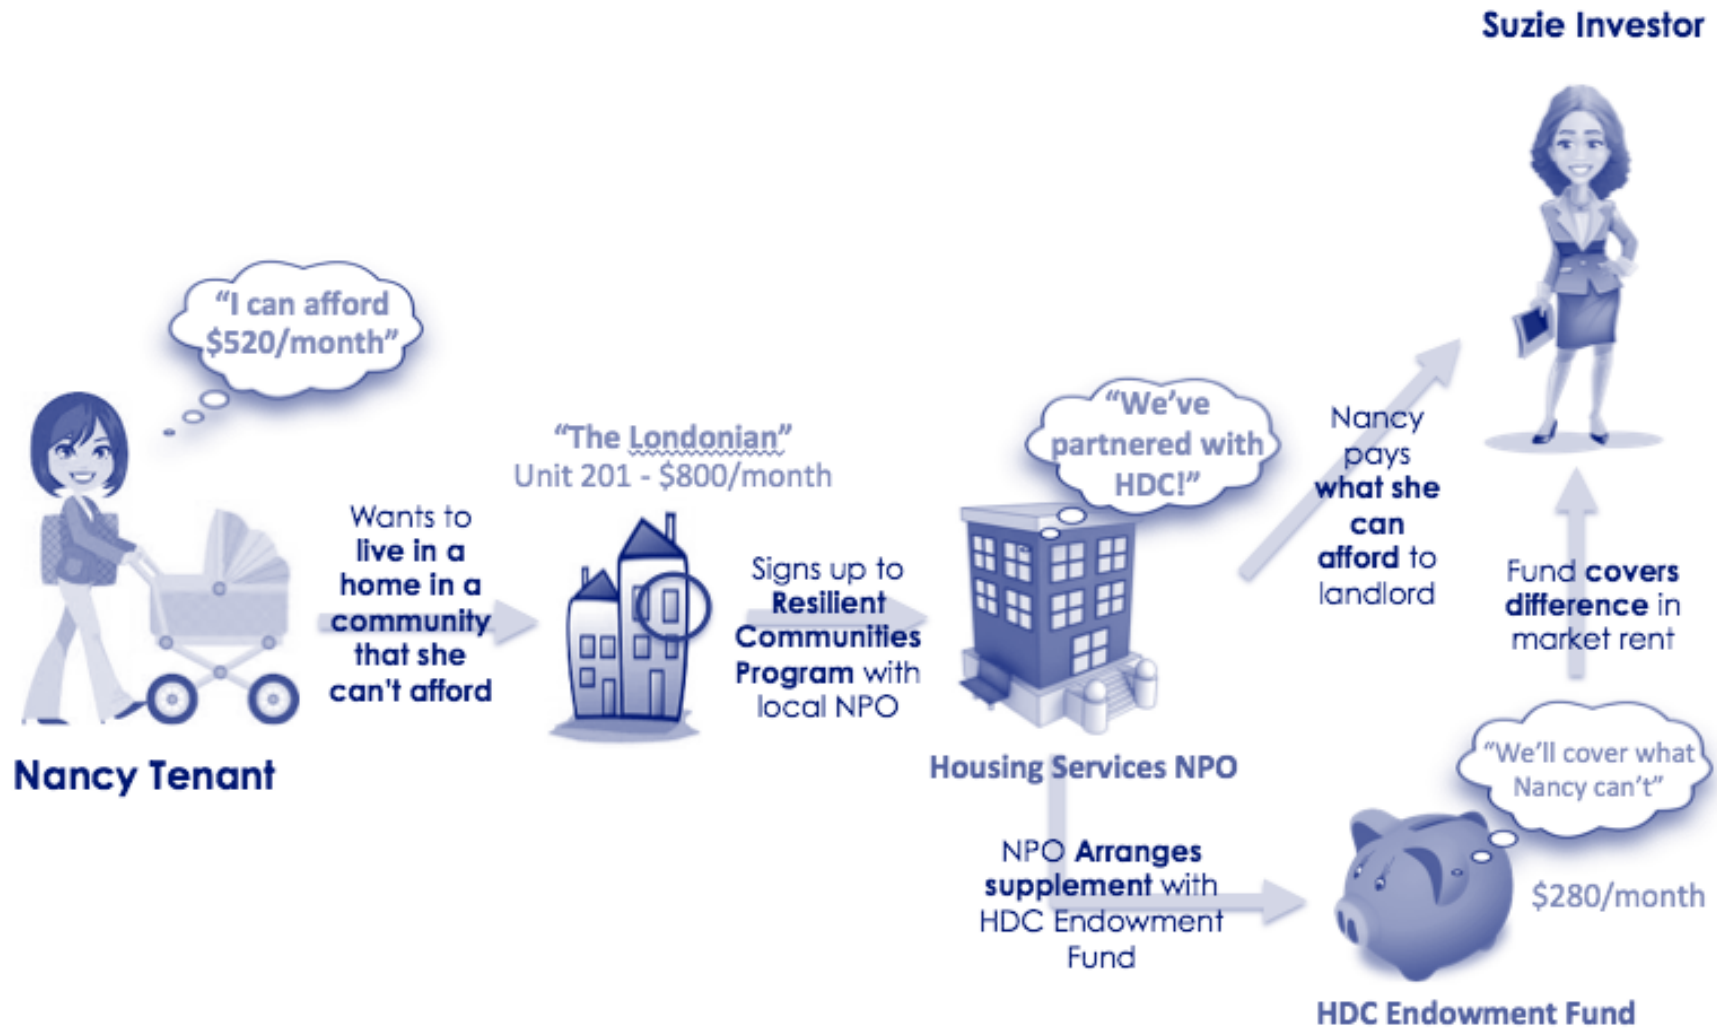 Suzie Investor
“I can afford
$520/month”
“The Londonian”
Unit 201 - $800/month
“We’ve
partnered with
HDC!”
Wants to
live in a
home in a
community
that she
can’t afford
Signs up to
Resilient
Communities
Program with
local NPO
Nancy
pays
what she
can
afford to
landlord
Fund covers
difference in
market rent
Nancy Tenant
Housing Services NPO
“We’ll cover what
Nancy can’t”
NPO Arranges
supplement with
HDC Endowment
Fund
$280/month
HDC Endowment Fund